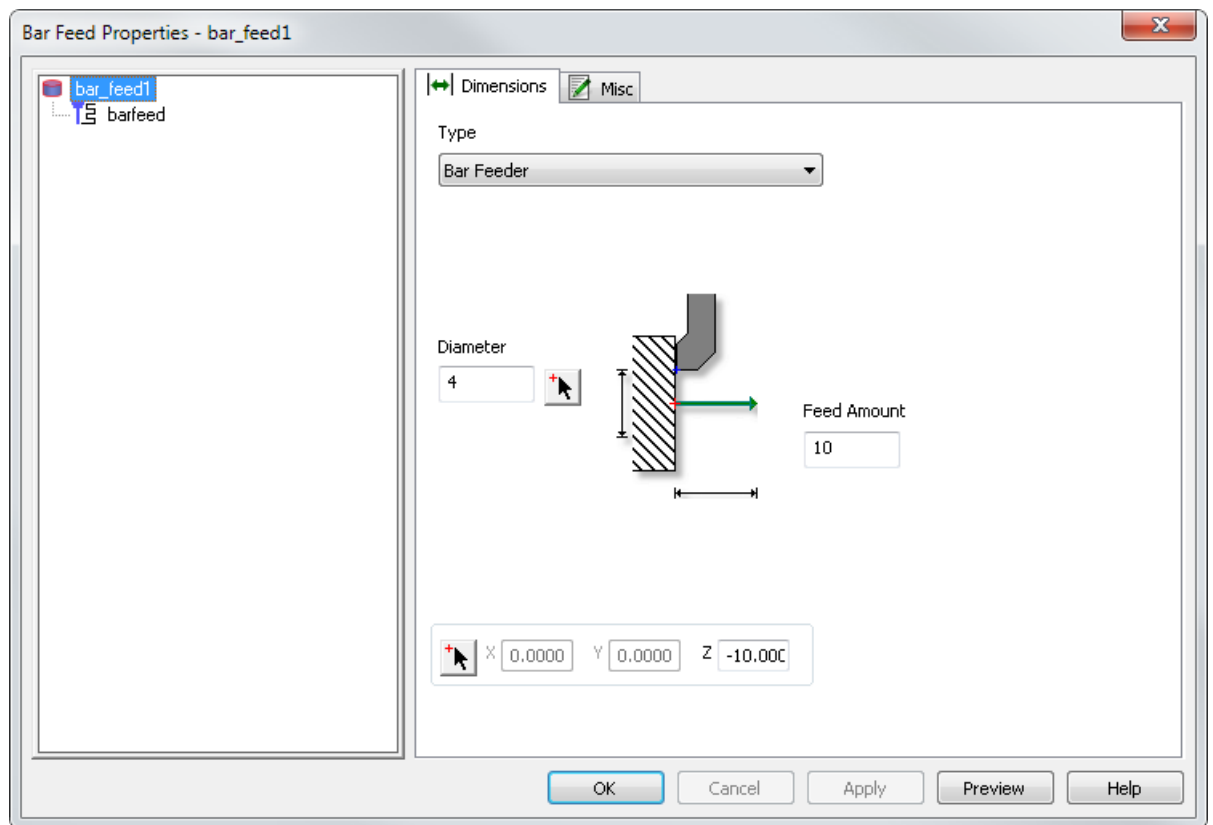 Bar Feed Properties - bar_feed1
bar_feed1
barfeed
Dimensions
Misc
Type
Bar Feeder
Diameter
4
Feed Amount
10
X 0.0000 Y 0.0000 Z -10.000
OK Cancel Apply Preview Help